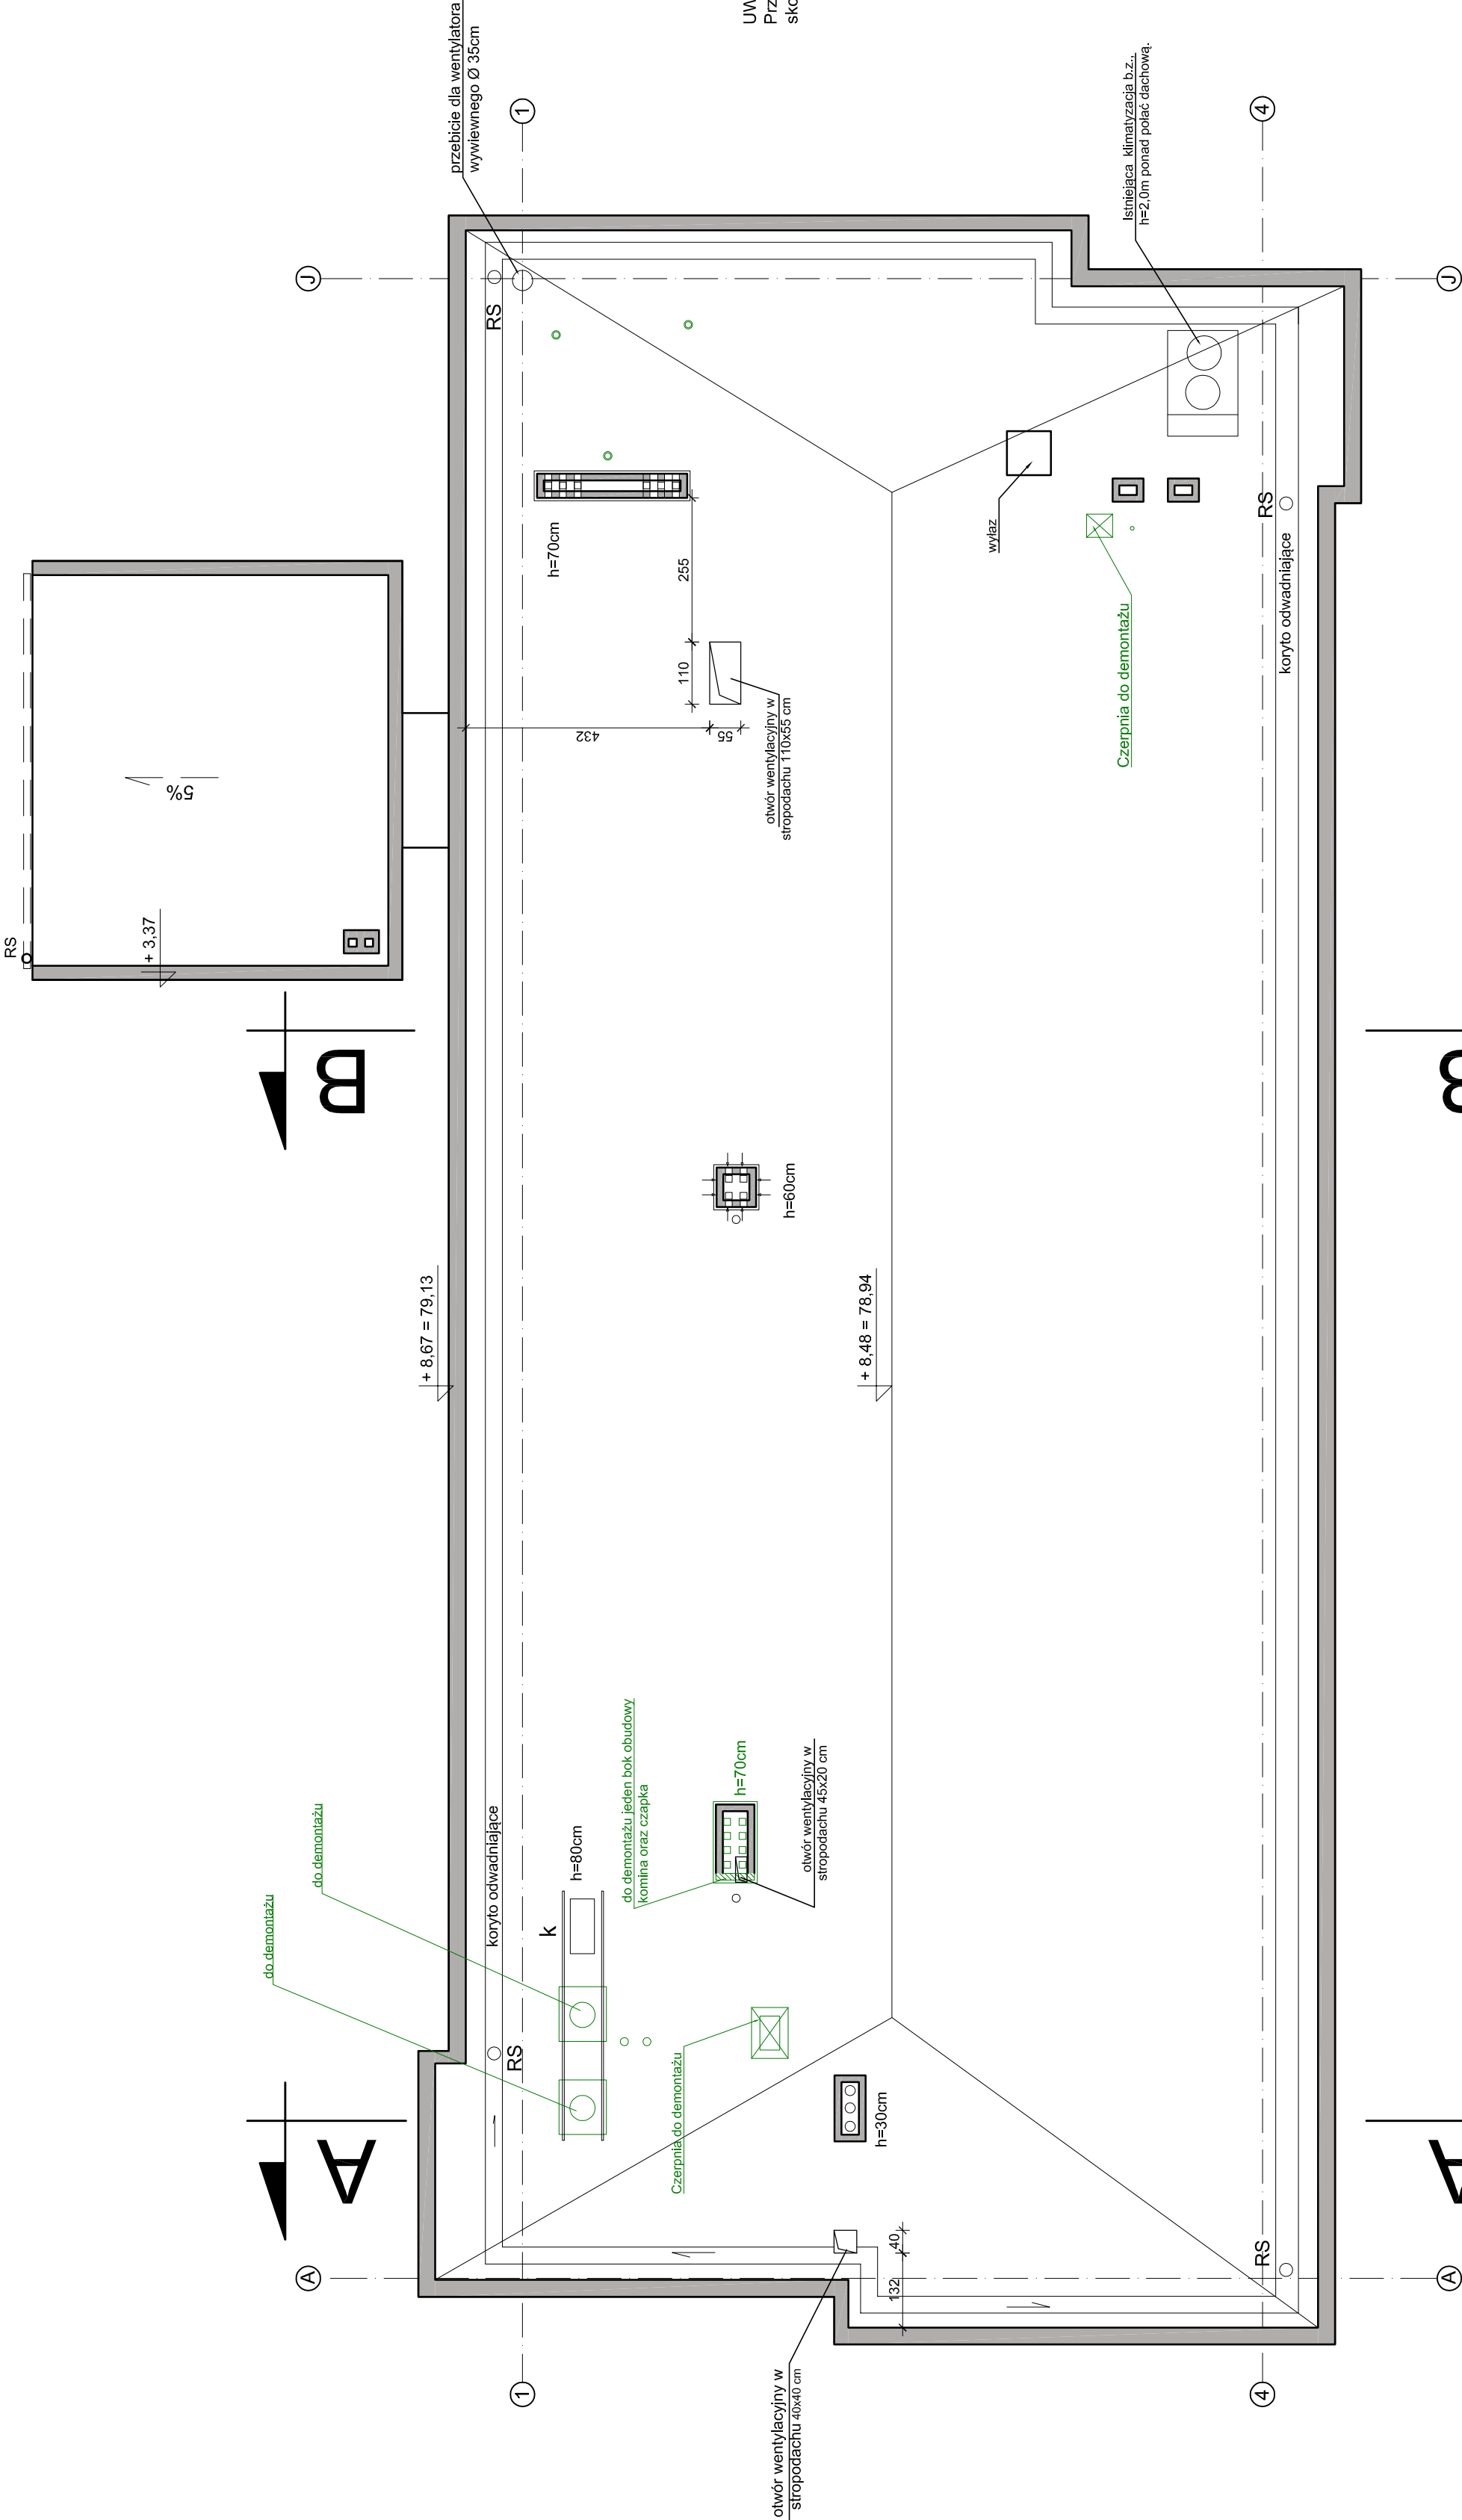 RS
5%
+ 3,37
B
J
przebicie dla wentylatora
wywiewnego Ø 35cm
1
UW
Prz
sko
RS
h=70cm
255
110
432
55
otwór wentylacyjny w
stropodachu 110x55 cm
Istniejąca klimatyzacja b.z.,
h=2,0m ponad połać dachową.
4
J
wyłaz
RS
koryto odwadniające
Czerpnia do demontażu
+ 8,67 = 79,13
h=60cm
+ 8,48 = 78,94
do demontażu
do demontażu
koryto odwadniające
h=80cm
k
do demontażu jeden bok obudowy
komina oraz czapka
h=70cm
otwór wentylacyjny w
stropodachu 45x20 cm
RS
Czerpnia do demontażu
h=30cm
A
A
40
132
RS
A
1
otwór wentylacyjny w
stropodachu 40x40 cm
4
A